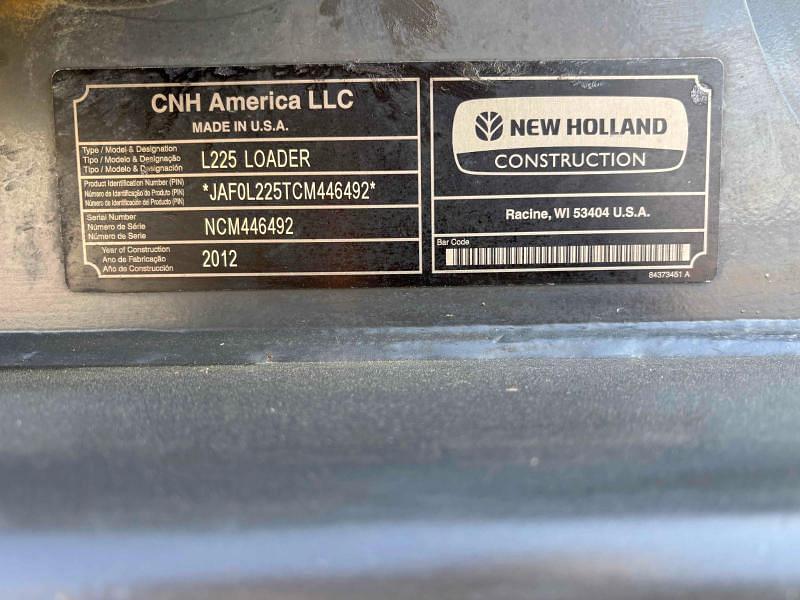 CNH America LLC
MADE IN U.S.A.
Type / Model & Designation
Tipo / Modelo & Designação
Tipo / Modelo & Designación
L225 LOADER
Product Identification Number (PIN)
Número de Identificação do Produto (PIN)
Número de Identificación del Producto (PIN)
*JAF0L225TCM446492*
Serial Number
Número de Série
Número de Serie
NCM446492
Year of Construction
Ano de Fabricação
Año de Construcción
2012
NEW HOLLAND
CONSTRUCTION
Racine, WI 53404 U.S.A.
Bar Code
84373451 A